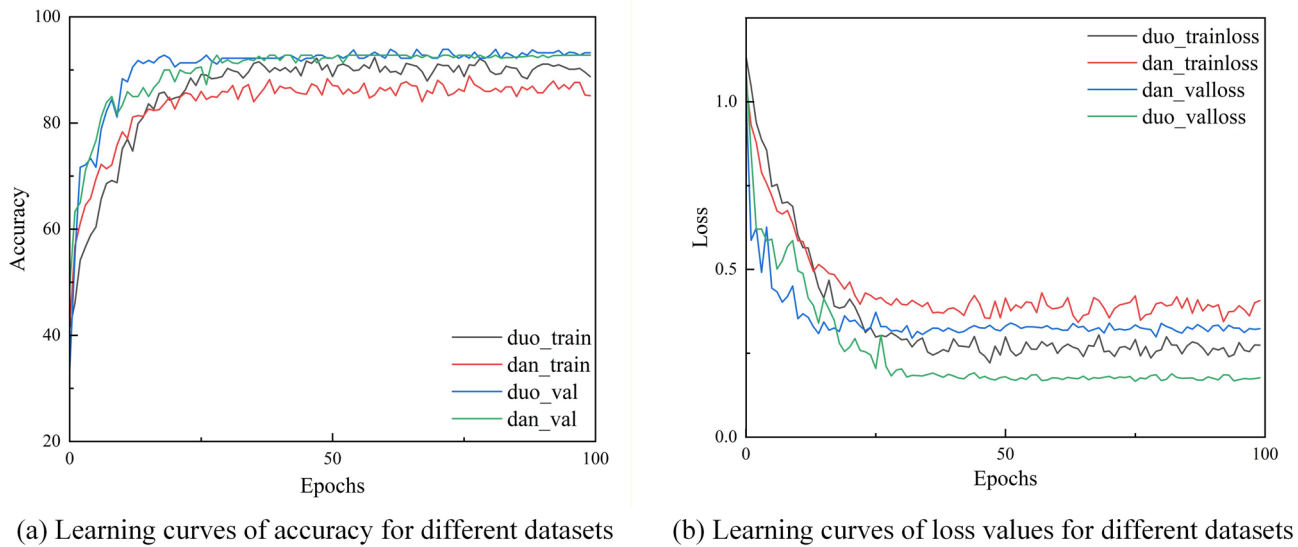 100
80
60
40
20
Accuracy
duo_train
dan_train
duo_val
dan_val
0
50
100
Epochs
(a) Learning curves of accuracy for different datasets
1.0
0.5
0.0
Loss
duo_trainloss
dan_trainloss
dan_valloss
duo_valloss
0
50
100
Epochs
(b) Learning curves of loss values for different datasets